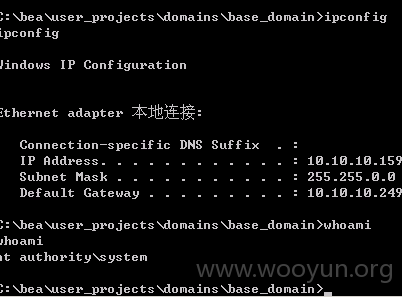 C:\bea\user_projects\domains\base_domain>ipconfig
ipconfig
Windows IP Configuration
Ethernet adapter 本地连接:
Connection-specific DNS Suffix . :
IP Address. . . . . . . . . . . . : 10.10.10.159
Subnet Mask . . . . . . . . . . . : 255.255.0.0
Default Gateway . . . . . . . . . : 10.10.10.249
C:\bea\user_projects\domains\base_domain>whoami
whoami
nt authority\system
www.wooyun.org
C:\bea\user_projects\domains\base_domain>